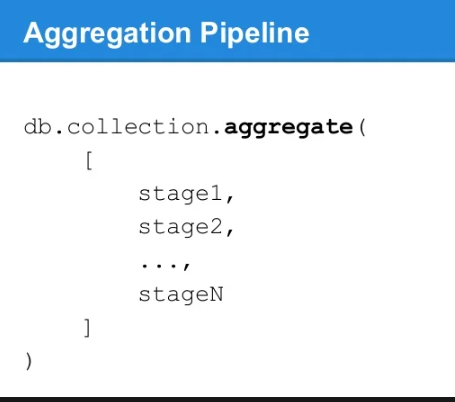 Aggregation Pipeline
db.collection.aggregate(
[
stage1,
stage2,
...,
stageN
]
)